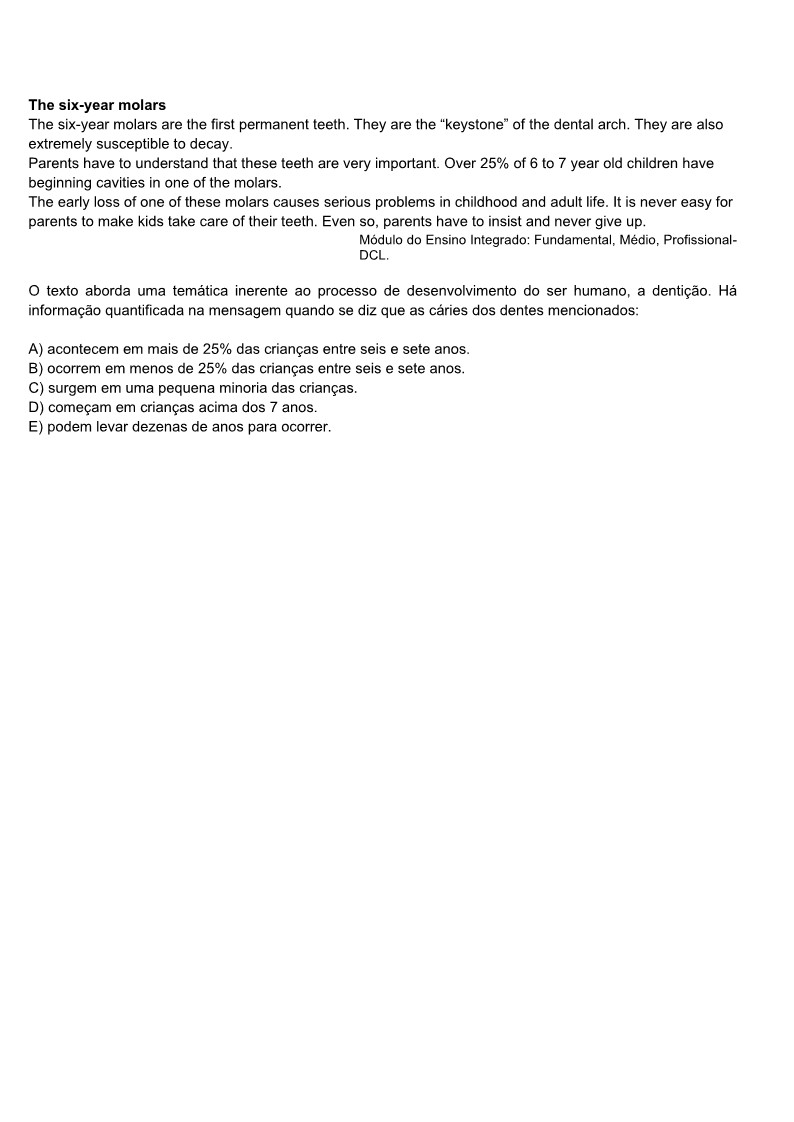 The six-year molars
The six-year molars are the first permanent teeth. They are the “keystone” of the dental arch. They are also
extremely susceptible to decay.
Parents have to understand that these teeth are very important. Over 25% of 6 to 7 year old children have
beginning cavities in one of the molars.
The early loss of one of these molars causes serious problems in childhood and adult life. It is never easy for
parents to make kids take care of their teeth. Even so, parents have to insist and never give up.
Módulo do Ensino Integrado: Fundamental, Médio, Profissional-
DCL.
O texto aborda uma temática inerente ao processo de desenvolvimento do ser humano, a dentição. Há
informação quantificada na mensagem quando se diz que as cáries dos dentes mencionados:
A) acontecem em mais de 25% das crianças entre seis e sete anos.
B) ocorrem em menos de 25% das crianças entre seis e sete anos.
C) surgem em uma pequena minoria das crianças.
D) começam em crianças acima dos 7 anos.
E) podem levar dezenas de anos para ocorrer.